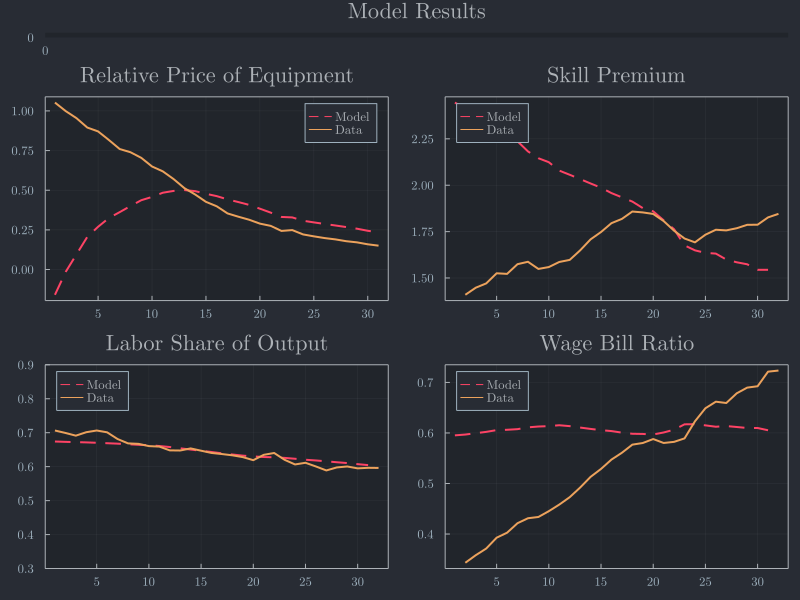 Model Results
0
0
Relative Price of Equipment
1.00
0.75
0.50
0.25
0.00
5 10 15 20 25 30
Model
Data
Skill Premium
2.25
2.00
1.75
1.50
5 10 15 20 25 30
Model
Data
Labor Share of Output
0.9
0.8
0.7
0.6
0.5
0.4
0.3
5 10 15 20 25 30
Model
Data
Wage Bill Ratio
0.7
0.6
0.5
0.4
5 10 15 20 25 30
Model
Data